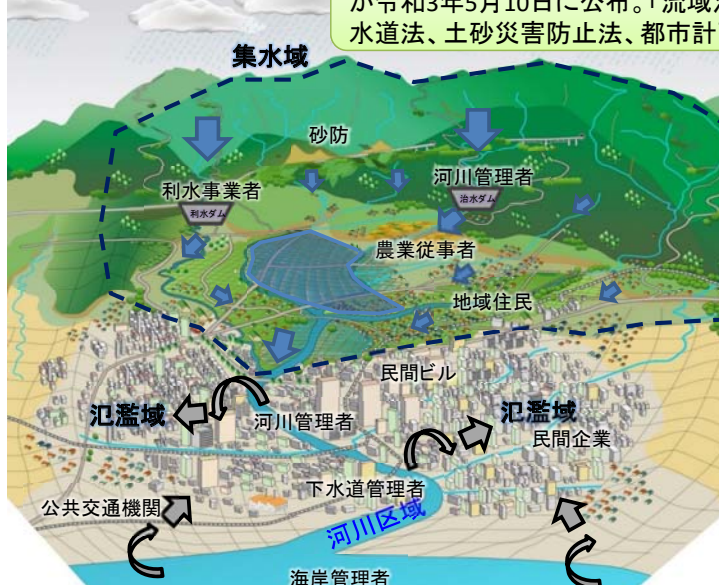 が令和3年5月10日に公布。「流域
水道法、土砂災害防止法、都市計
集水域
砂防
利水事業者
河川管理者
利水ダム
治水ダム
農業従事者
地域住民
民間ビル
氾濫域
河川管理者
氾濫域
民間企業
下水道管理者
公共交通機関
河川区域
海岸管理者